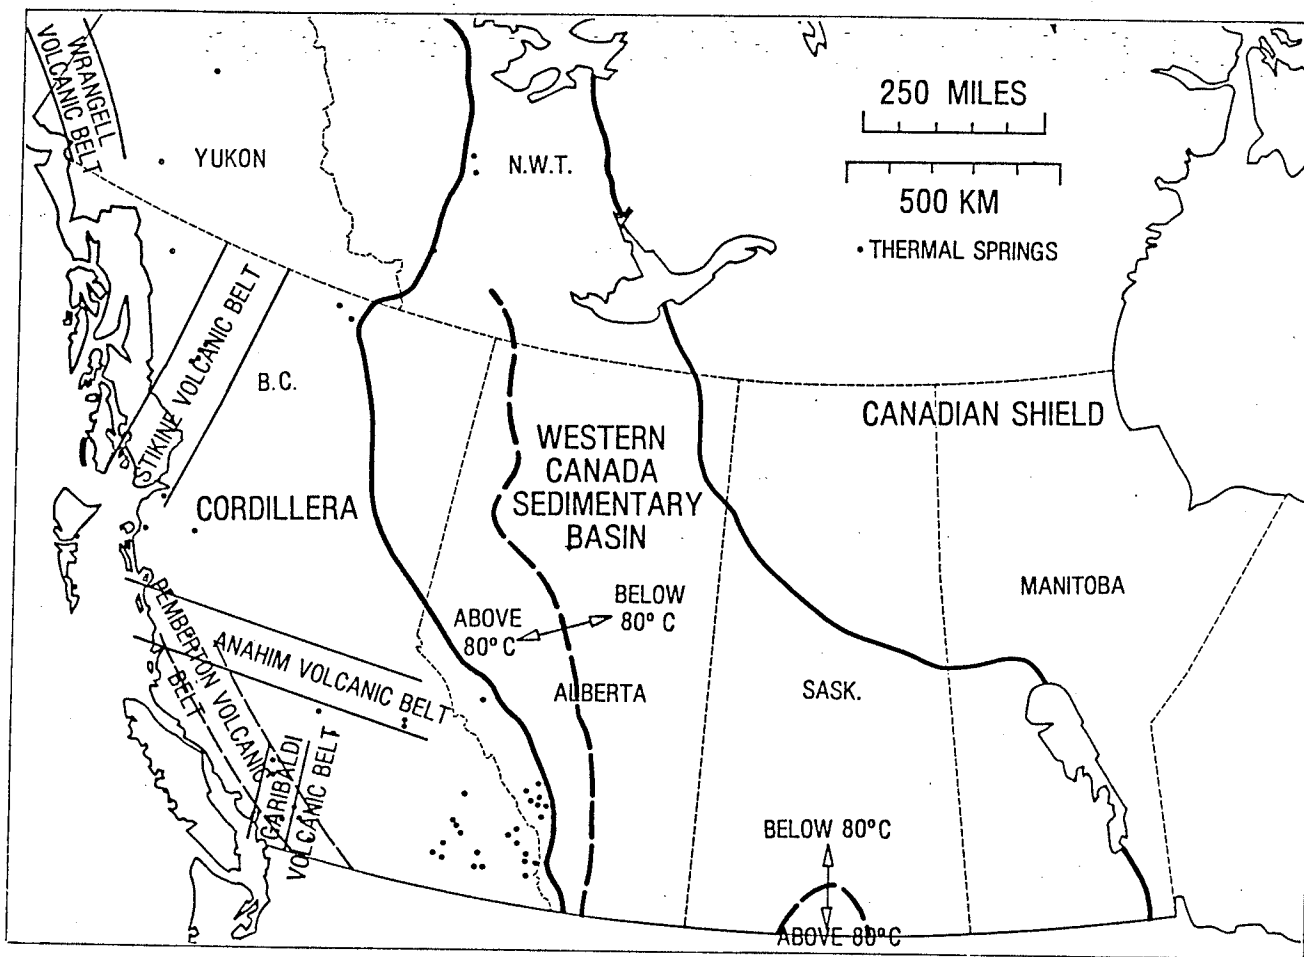 WRANGELL
VOLCANIC BELT
YUKON
N.W.T.
250 MILES
500 KM
• THERMAL SPRINGS
STIKINE VOLCANIC BELT
B.C.
CORDILLERA
WESTERN
CANADA
SEDIMENTARY
BASIN
CANADIAN SHIELD
MANITOBA
ABOVE
80° C
BELOW
80° C
PEMBERTON VOLCANIC
BELT
ANAHIM VOLCANIC BELT
ALBERTA
SASK.
GARIBALDI
VOLCANIC BELT
BELOW 80°C
ABOVE 80°C